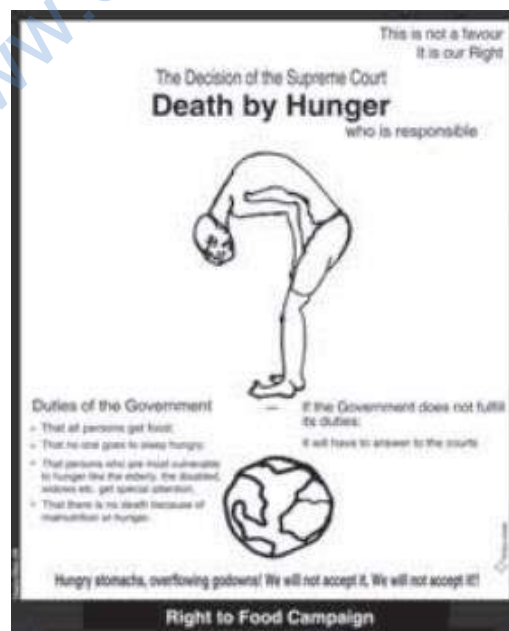 This is not a favour
It is our Right
The Decision of the Supreme Court
Death by Hunger
who is responsible
Duties of the Government
- That all persons get food;
- That no one goes to sleep hungry;
- That persons who are most vulnerable
to hunger like the elderly, the disabled,
widows etc. get special attention,
- That there is no death because of
malnutrition or hunger.
If the Government does not fulfill
its duties:
It will have to answer to the courts
Hungry stomachs, overflowing godowns! We will not accept it, We will not accept it!!
Right to Food Campaign